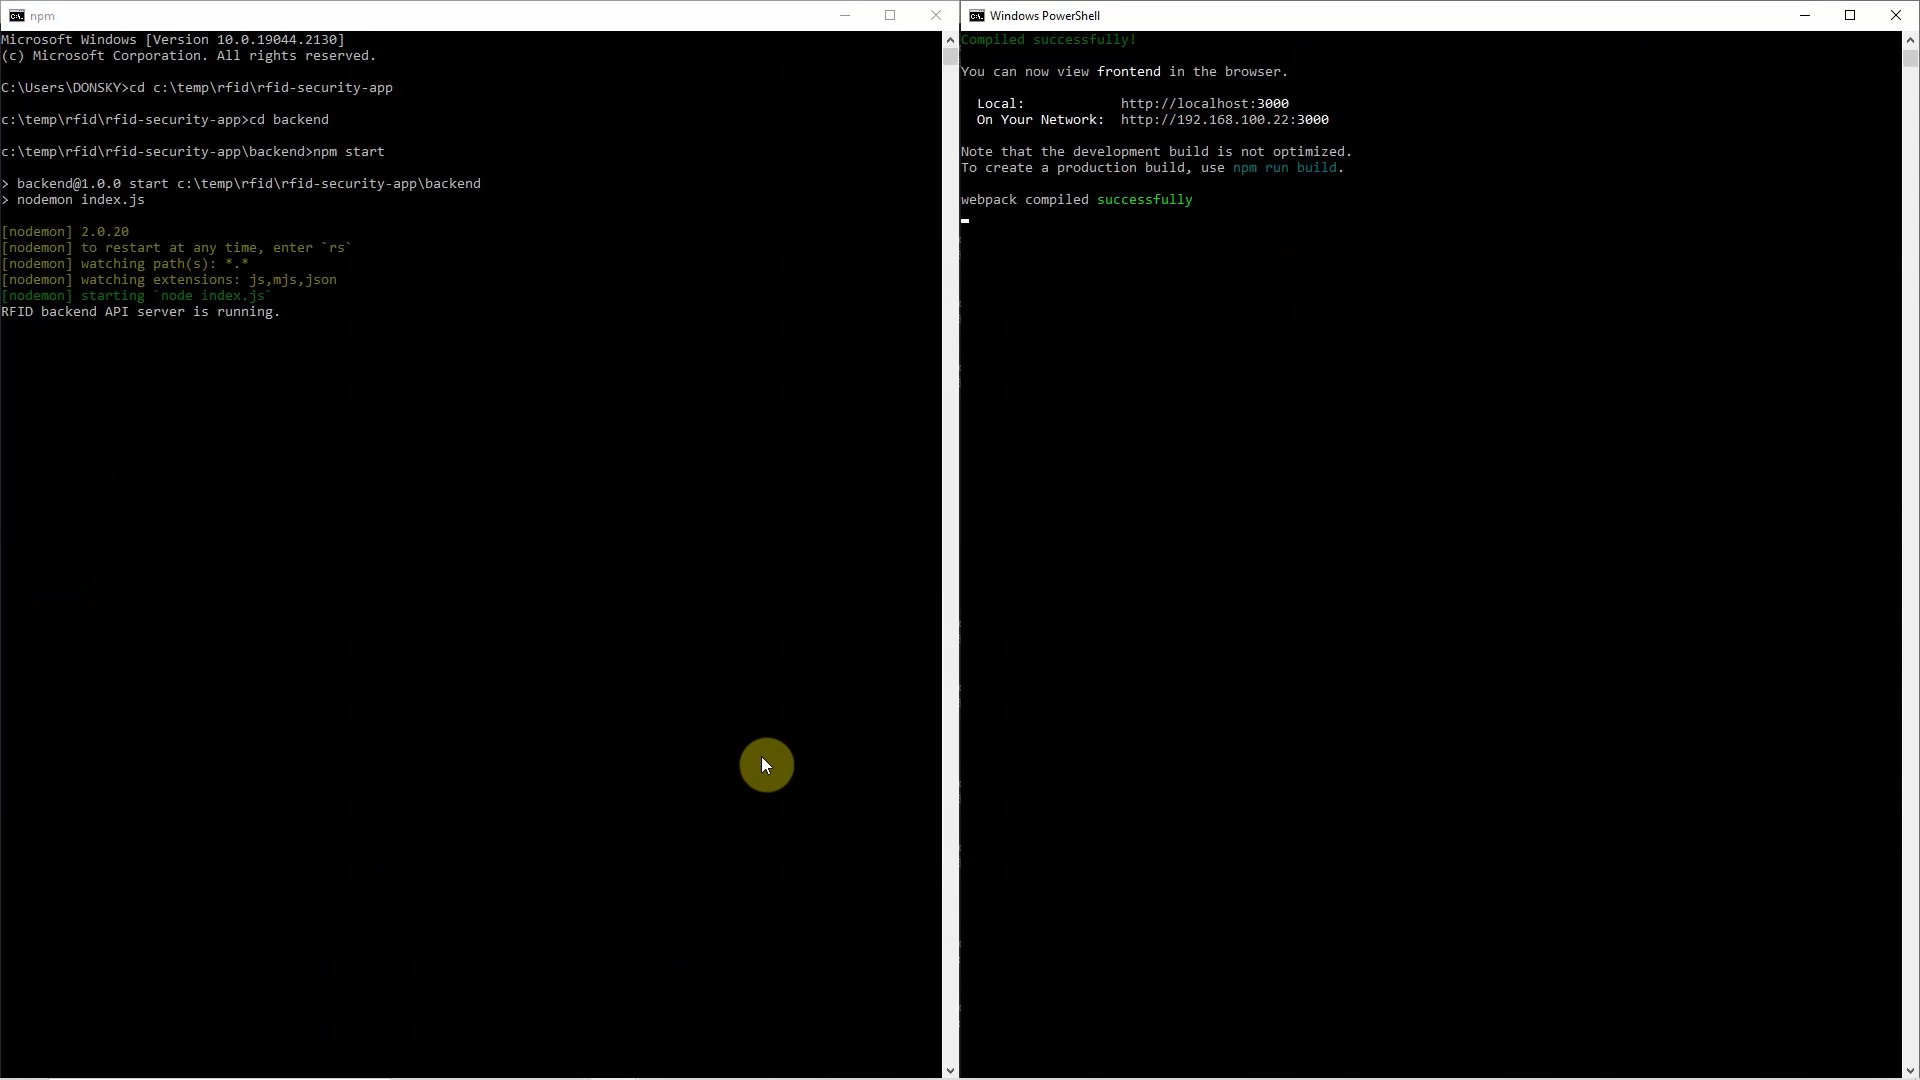 npm
Microsoft Windows [Version 10.0.19044.2130]
(c) Microsoft Corporation. All rights reserved.
C:\Users\DONSKY>cd c:\temp\rfid\rfid-security-app
c:\temp\rfid\rfid-security-app>cd backend
c:\temp\rfid\rfid-security-app\backend>npm start
> backend@1.0.0 start c:\temp\rfid\rfid-security-app\backend
> nodemon index.js
[nodemon] 2.0.20
[nodemon] to restart at any time, enter `rs`
[nodemon] watching path(s): *.*
[nodemon] watching extensions: js,mjs,json
[nodemon] starting `node index.js`
RFID backend API server is running.
Windows PowerShell
Compiled successfully!
You can now view frontend in the browser.
Local: http://localhost:3000
On Your Network: http://192.168.100.22:3000
Note that the development build is not optimized.
To create a production build, use npm run build.
webpack compiled successfully